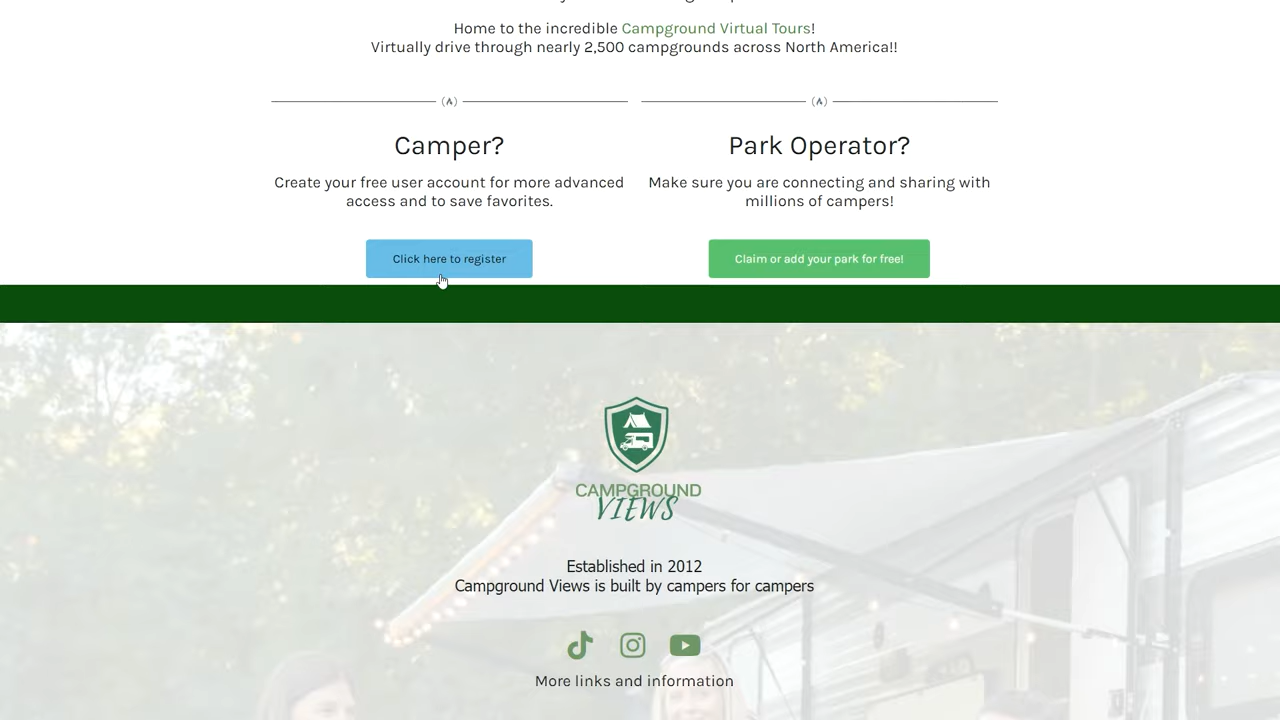 Home to the incredible Campground Virtual Tours!
Virtually drive through nearly 2,500 campgrounds across North America!!
Camper?
Create your free user account for more advanced
access and to save favorites.
Click here to register
Park Operator?
Make sure you are connecting and sharing with
millions of campers!
Claim or add your park for free!
CAMPGROUND
VIEWS
Established in 2012
Campground Views is built by campers for campers
More links and information